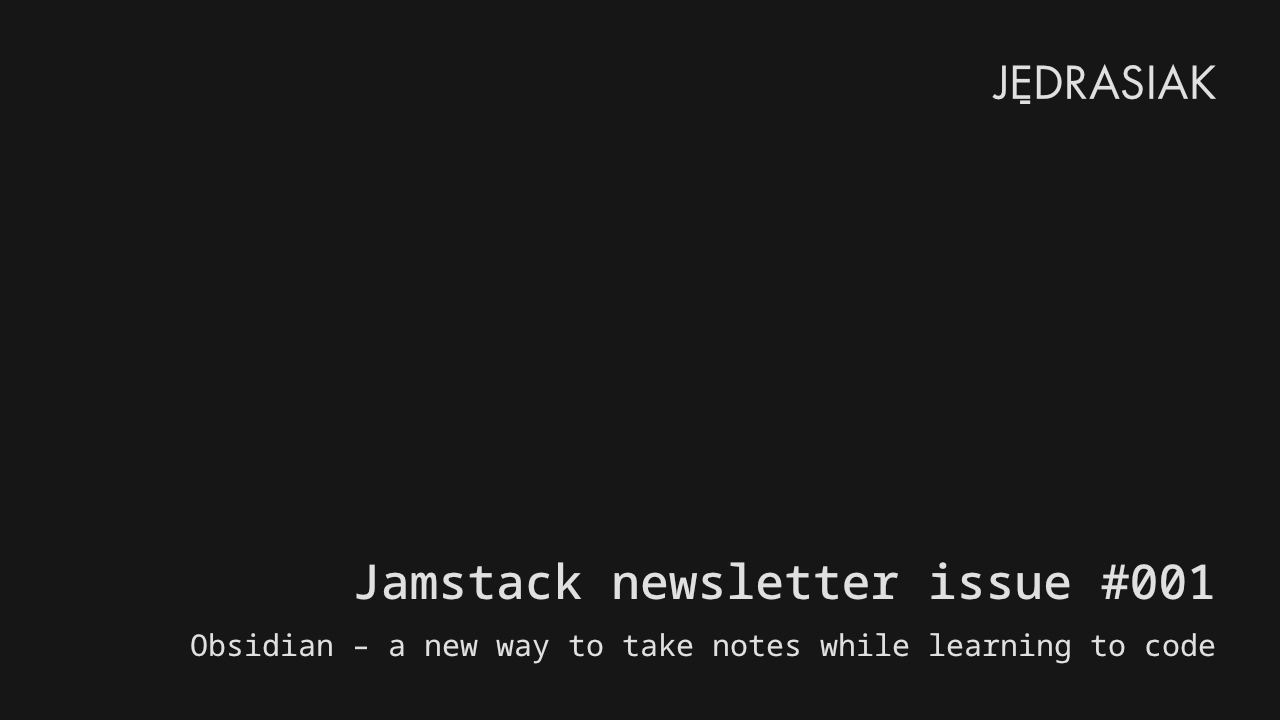 JĘDRASIAK
Jamstack newsletter issue #001
Obsidian – a new way to take notes while learning to code